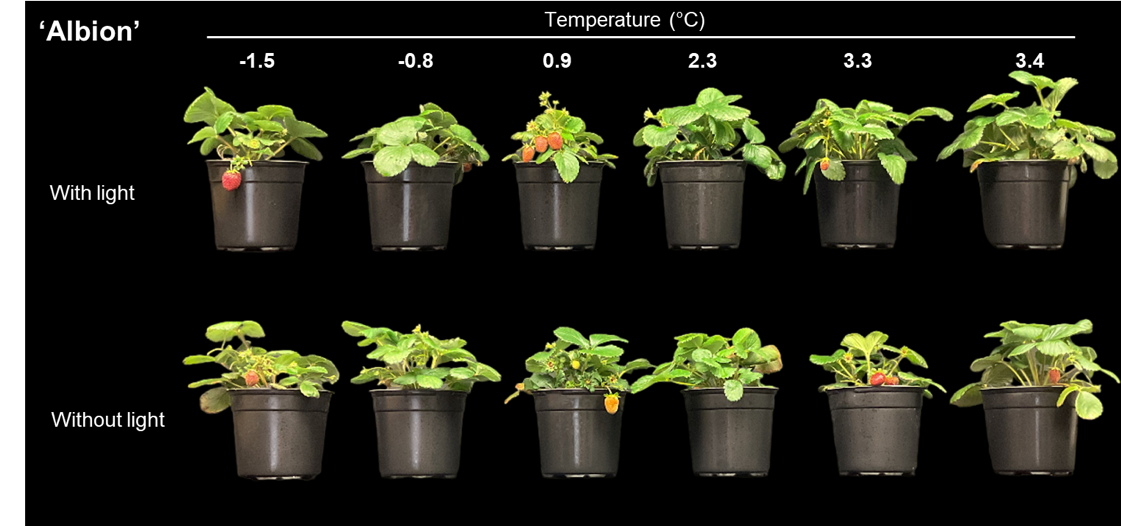 ‘Albion’
Temperature (°C)
-1.5 -0.8 0.9 2.3 3.3 3.4
With light
Without light